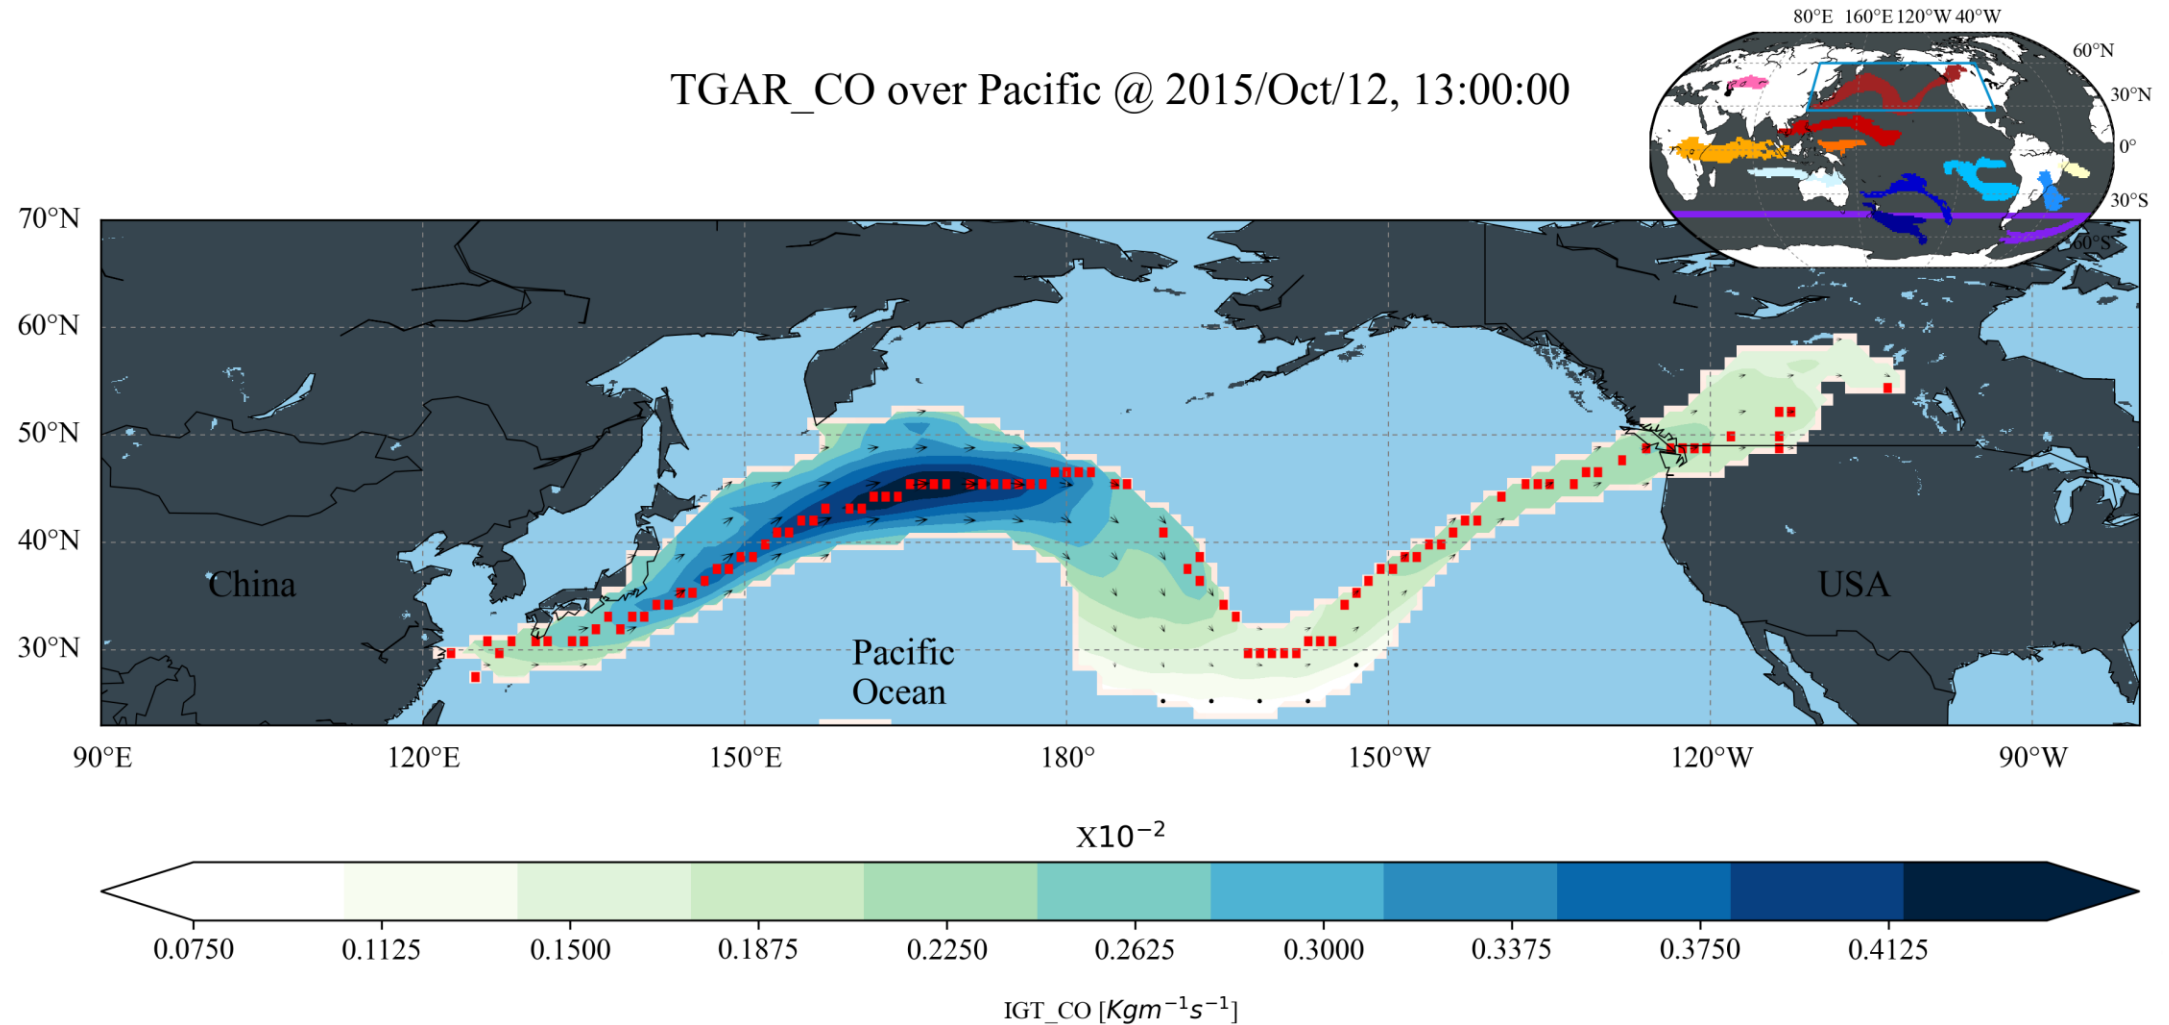 80°E 160°E 120°W 40°W
60°N
TGAR_CO over Pacific @ 2015/Oct/12, 13:00:00
30°N
0°
30°S
70°N
60°S
60°N
50°N
40°N
China
USA
30°N
Pacific
Ocean
90°E 120°E 150°E 180° 150°W 120°W 90°W
X10⁻²
0.0750 0.1125 0.1500 0.1875 0.2250 0.2625 0.3000 0.3375 0.3750 0.4125
IGT_CO [Kgm⁻¹s⁻¹]